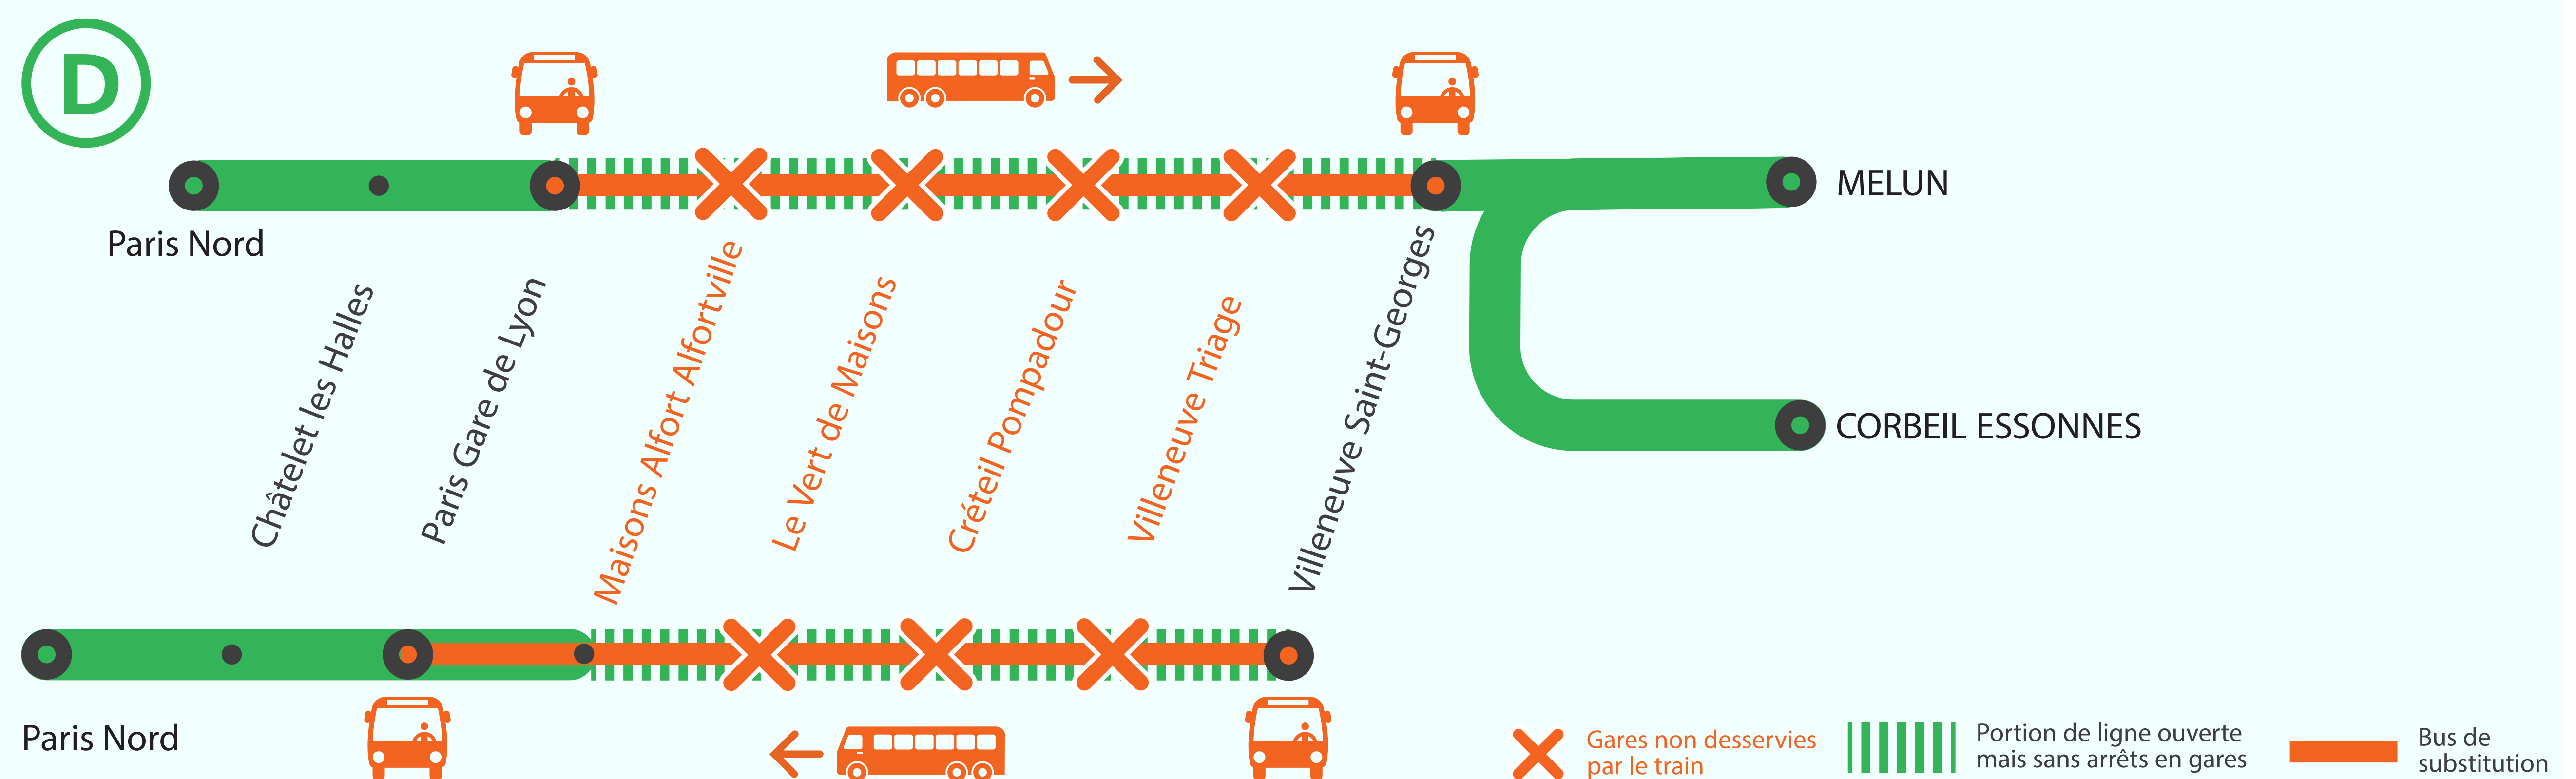 D
MELUN
Paris Nord
Châtelet les Halles
Paris Gare de Lyon
Maisons Alfort Alfortville
Le Vert de Maisons
Créteil Pompadour
Villeneuve Triage
Villeneuve Saint-Georges
CORBEIL ESSONNES
Paris Nord
Gares non desservies
par le train
Portion de ligne ouverte
mais sans arrêts en gares
Bus de
substitution